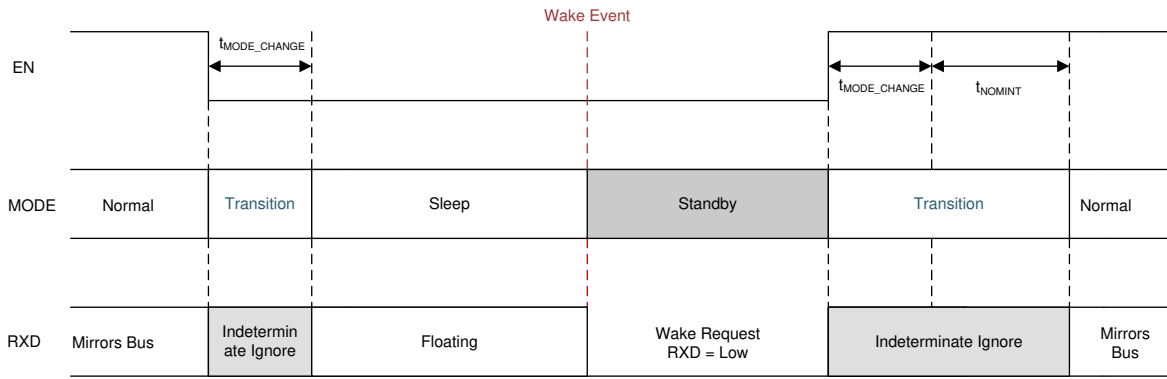 Wake Event
EN
tMODE_CHANGE
tMODE_CHANGE
tNOMINT
MODE
Normal
Transition
Sleep
Standby
Transition
Normal
RXD
Mirrors Bus
Indetermin
ate Ignore
Floating
Wake Request
RXD = Low
Indeterminate Ignore
Mirrors
Bus